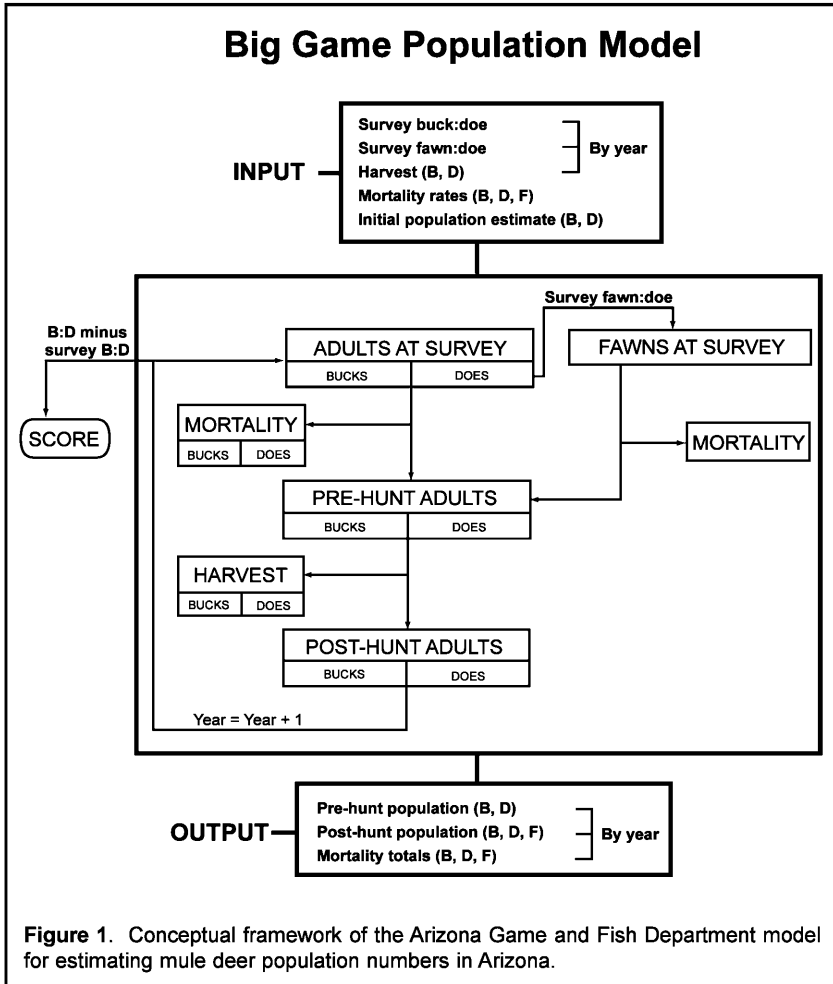 Big Game Population Model
INPUT
Survey buck:doe
Survey fawn:doe
Harvest (B, D)
By year
Mortality rates (B, D, F)
Initial population estimate (B, D)
Survey fawn:doe
B:D minus
survey B:D
ADULTS AT SURVEY
BUCKS DOES
FAWNS AT SURVEY
SCORE
MORTALITY
BUCKS DOES
MORTALITY
PRE-HUNT ADULTS
BUCKS DOES
HARVEST
BUCKS DOES
POST-HUNT ADULTS
BUCKS DOES
Year = Year + 1
OUTPUT
Pre-hunt population (B, D)
Post-hunt population (B, D, F)
Mortality totals (B, D, F)
By year
Figure 1. Conceptual framework of the Arizona Game and Fish Department model
for estimating mule deer population numbers in Arizona.